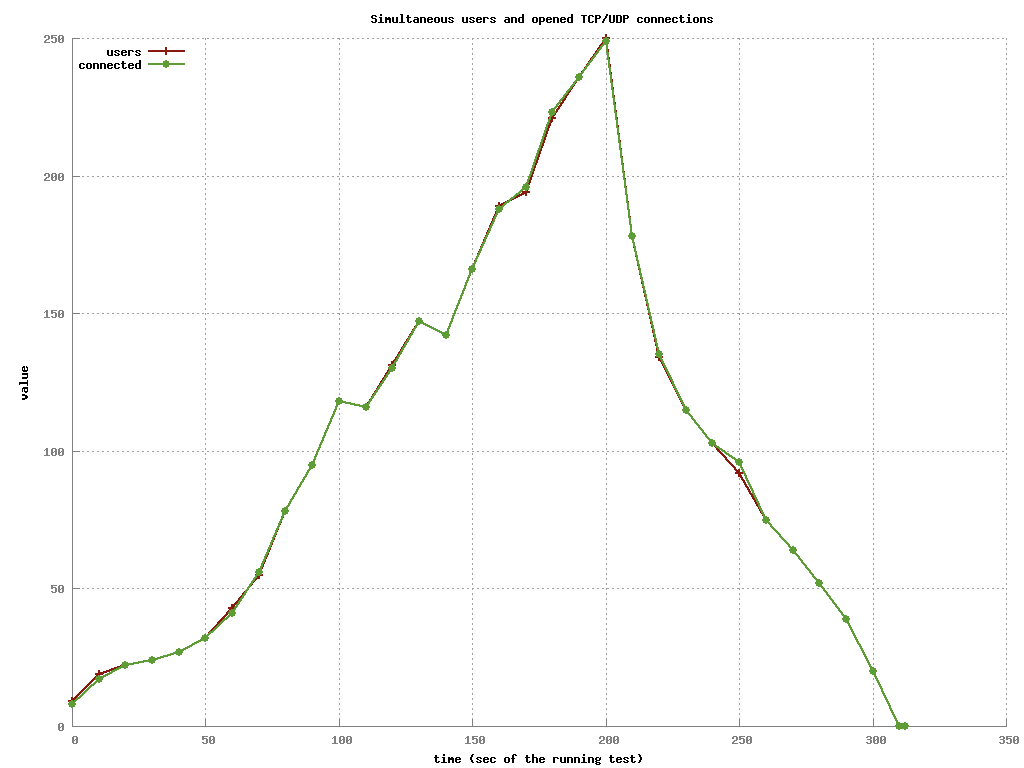 Simultaneous users and opened TCP/UDP connections
250
users
connected
200
150
value
100
50
0
0 50 100 150 200 250 300 350
time (sec of the running test)